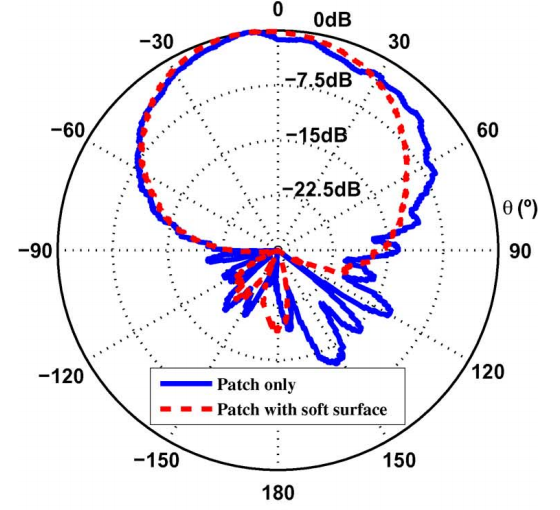 0
0dB
−30
30
−7.5dB
−60
−15dB
60
−22.5dB
θ (°)
−90
90
−120
120
Patch only
Patch with soft surface
−150
150
180